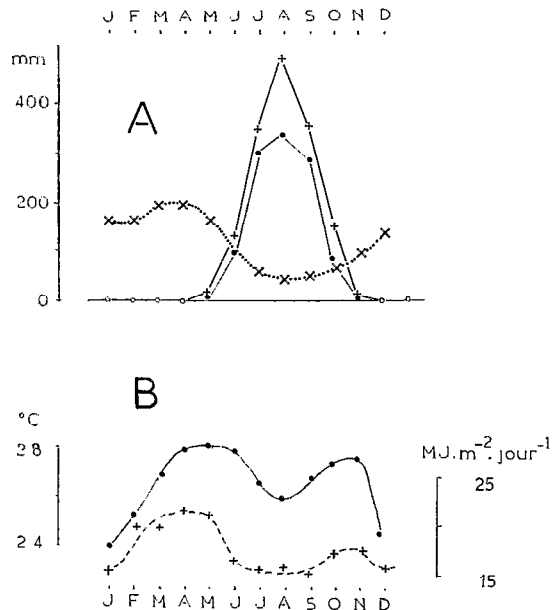 J F M A M J J A S O N D
mm
A
400
200
0
B
°C
28
24
MJ.m-2.jour-1
25
15
J F M A M J J A S O N D